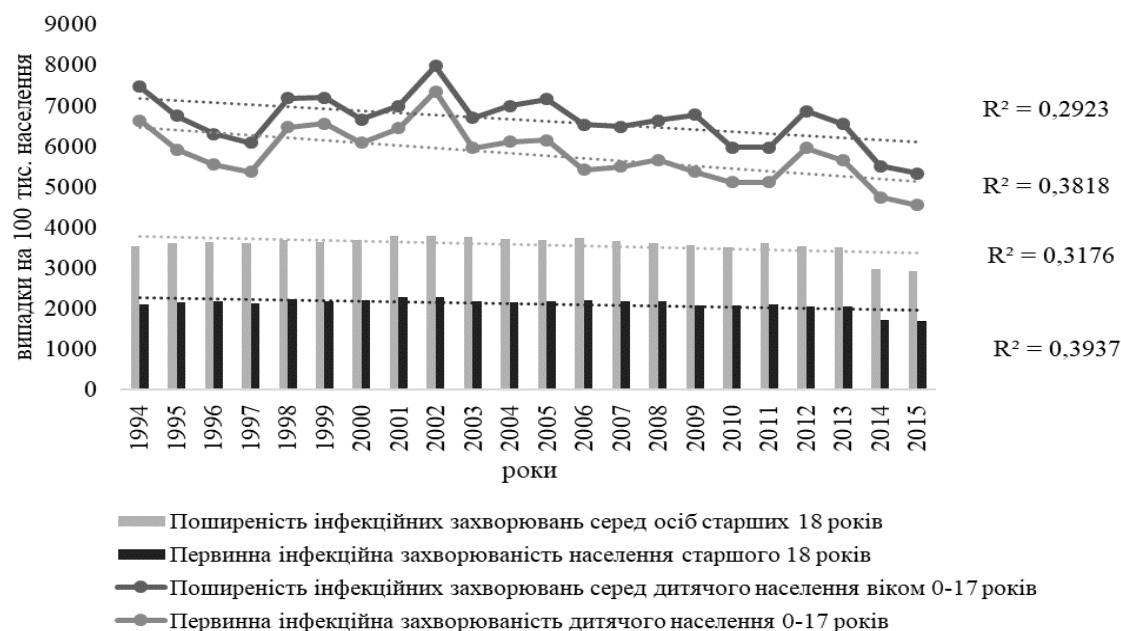 випадки на 100 тис. населення
9000
8000
7000
6000
5000
4000
3000
2000
1000
0
R² = 0,2923
R² = 0,3818
R² = 0,3176
R² = 0,3937
1994 1995 1996 1997 1998 1999 2000 2001 2002 2003 2004 2005 2006 2007 2008 2009 2010 2011 2012 2013 2014 2015
роки
Поширеність інфекційних захворювань серед осіб старших 18 років
Первинна інфекційна захворюваність населення старшого 18 років
Поширеність інфекційних захворювань серед дитячого населення віком 0-17 років
Первинна інфекційна захворюваність дитячого населення 0-17 років